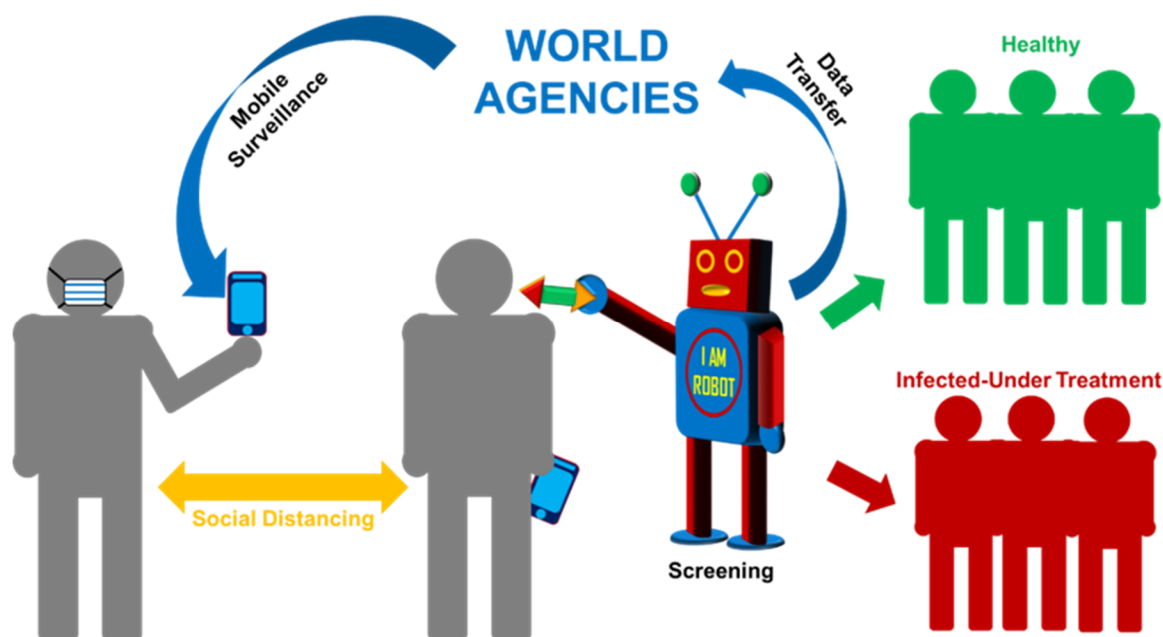 WORLD
AGENCIES
Mobile
Surveillance
Data
Transfer
Healthy
I AM
ROBOT
Infected-Under Treatment
Social Distancing
Screening